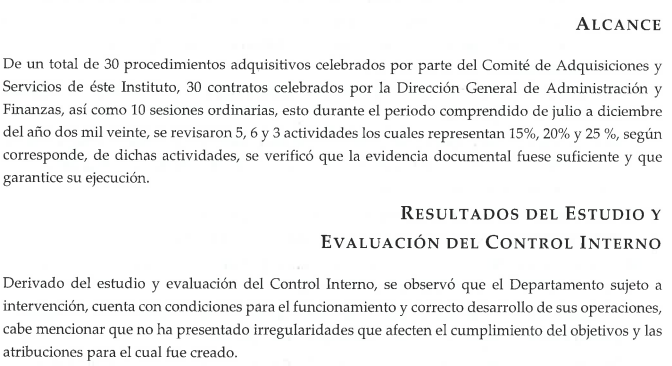 ALCANCE
De un total de 30 procedimientos adquisitivos celebrados por parte del Comité de Adquisiciones y
Servicios de éste Instituto, 30 contratos celebrados por la Dirección General de Administración y
Finanzas, así como 10 sesiones ordinarias, esto durante el periodo comprendido de julio a diciembre
del año dos mil veinte, se revisaron 5, 6 y 3 actividades los cuales representan 15%, 20% y 25 %, según
corresponde, de dichas actividades, se verificó que la evidencia documental fuese suficiente y que
garantice su ejecución.
RESULTADOS DEL ESTUDIO Y
EVALUACIÓN DEL CONTROL INTERNO
Derivado del estudio y evaluación del Control Interno, se observó que el Departamento sujeto a
intervención, cuenta con condiciones para el funcionamiento y correcto desarrollo de sus operaciones,
cabe mencionar que no ha presentado irregularidades que afecten el cumplimiento del objetivos y las
atribuciones para el cual fue creado.